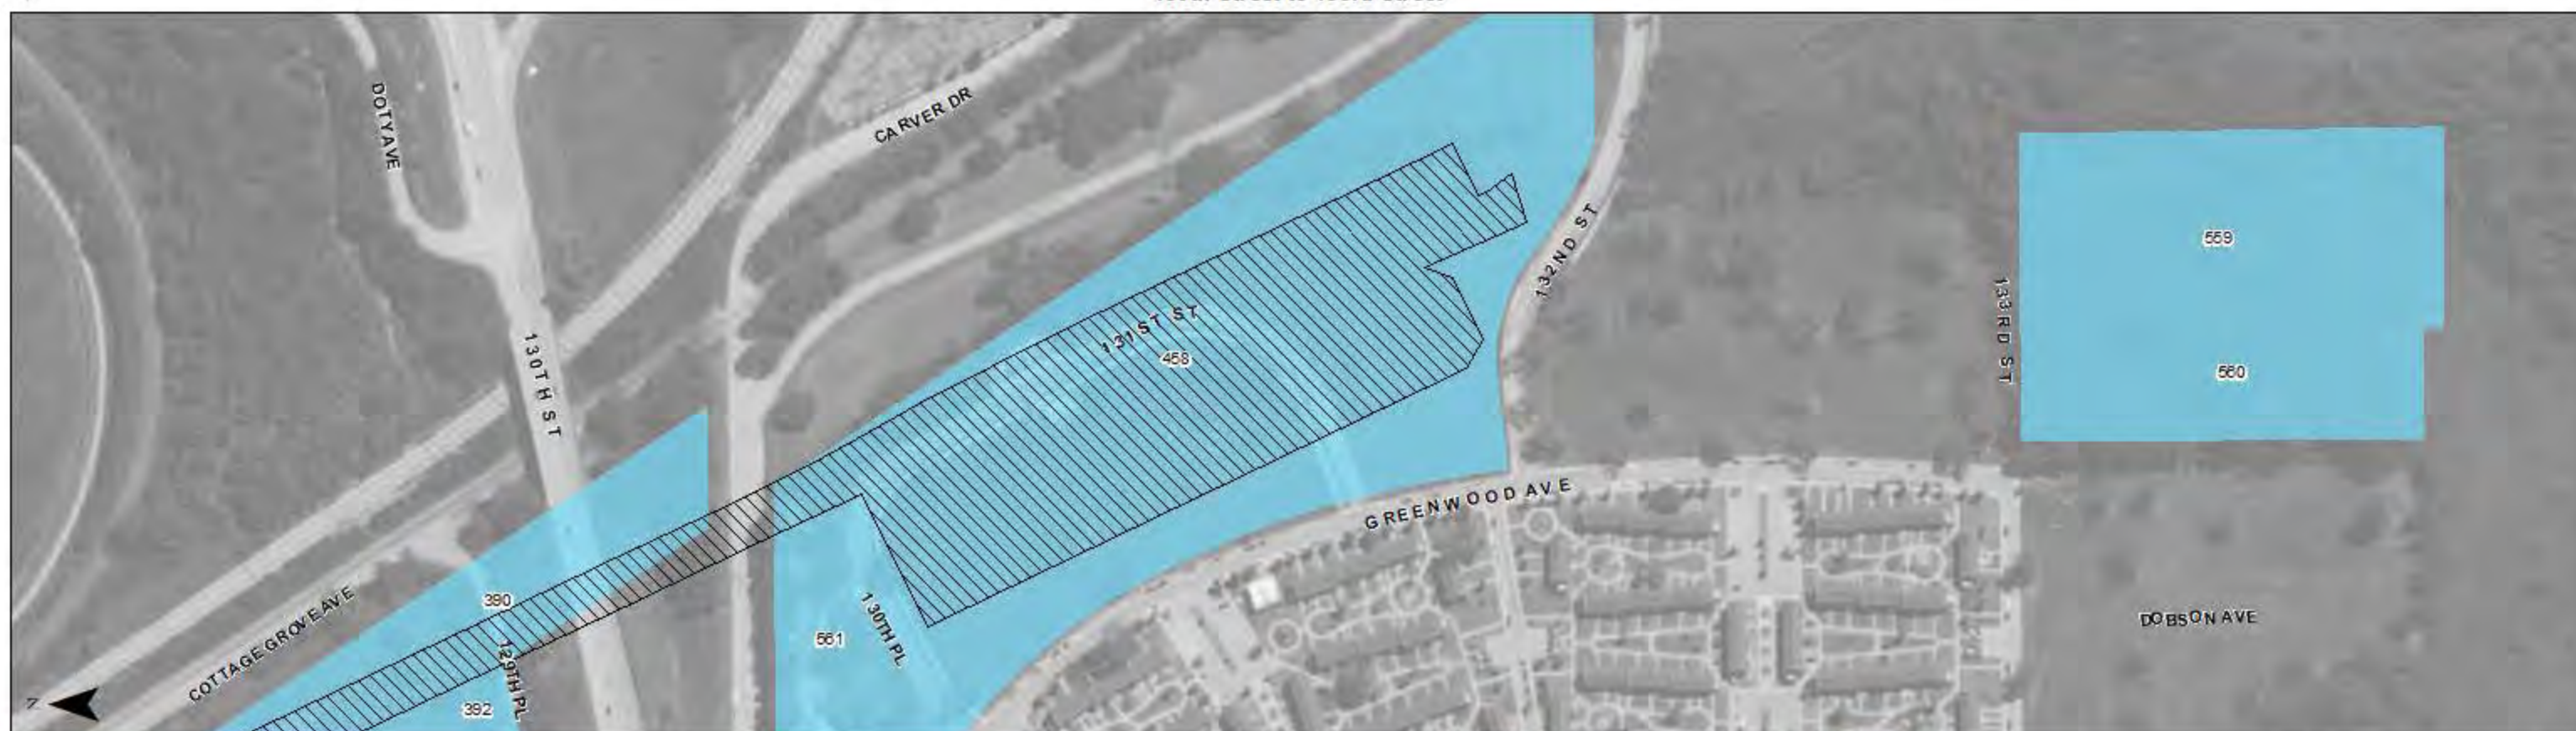 DOTY AVE
CARVER DR
130TH ST
131ST ST
458
132ND ST
133RD ST
559
560
GREENWOOD AVE
COTTAGE GROVE AVE
390
129TH PL
392
561
130TH PL
DOBSON AVE
Z